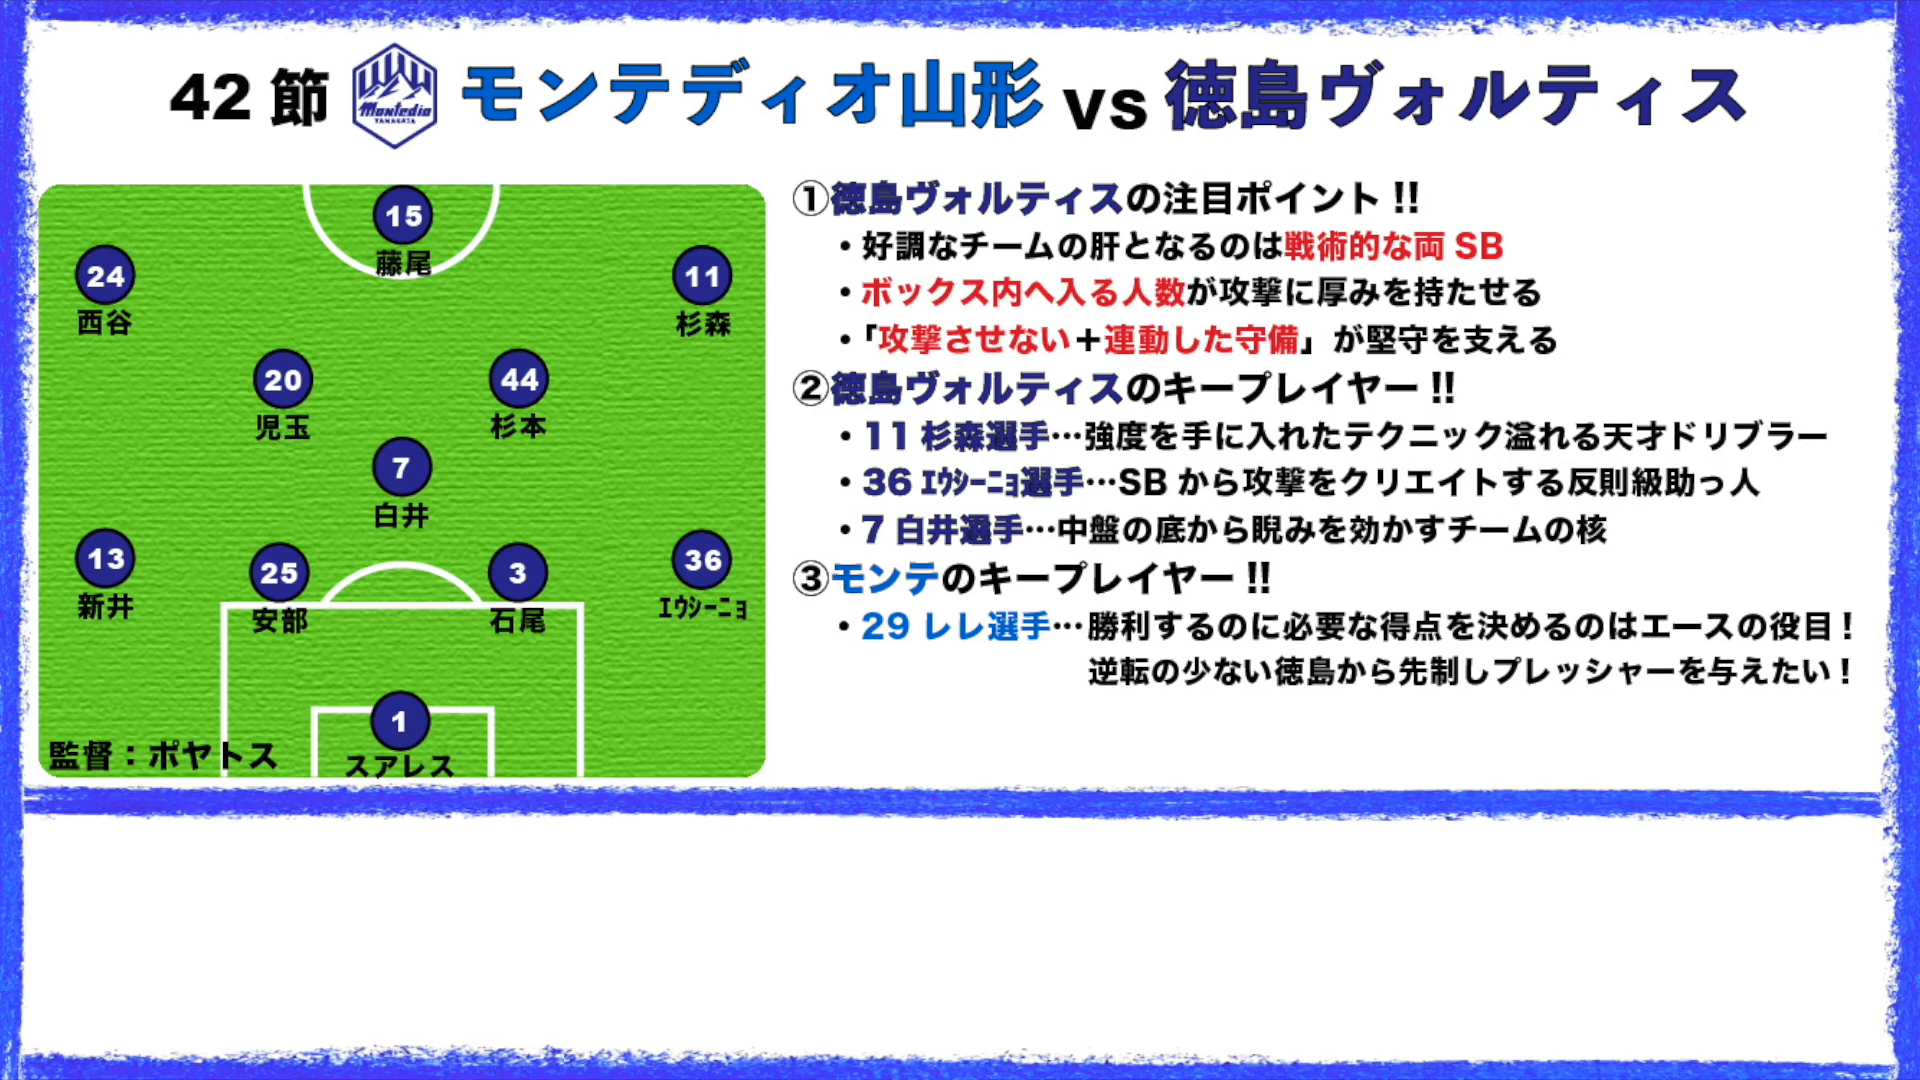 42 節 Montedio YAMAGATA モンテディオ山形 vs 徳島ヴォルティス
15
藤尾
24
西谷
11
杉森
20
児玉
44
杉本
7
白井
13
新井
25
安部
3
石尾
36
ｴｳｼｰﾆｮ
1
スアレス
監督：ポヤトス
①徳島ヴォルティスの注目ポイント !!
・好調なチームの肝となるのは戦術的な両 SB
・ボックス内へ入る人数が攻撃に厚みを持たせる
・「攻撃させない＋連動した守備」が堅守を支える
②徳島ヴォルティスのキープレイヤー !!
・11 杉森選手…強度を手に入れたテクニック溢れる天才ドリブラー
・36 ｴｳｼｰﾆｮ選手…SB から攻撃をクリエイトする反則級助っ人
・7 白井選手…中盤の底から睨みを効かすチームの核
③モンテのキープレイヤー !!
・29 レレ選手…勝利するのに必要な得点を決めるのはエースの役目！
逆転の少ない徳島から先制しプレッシャーを与えたい！